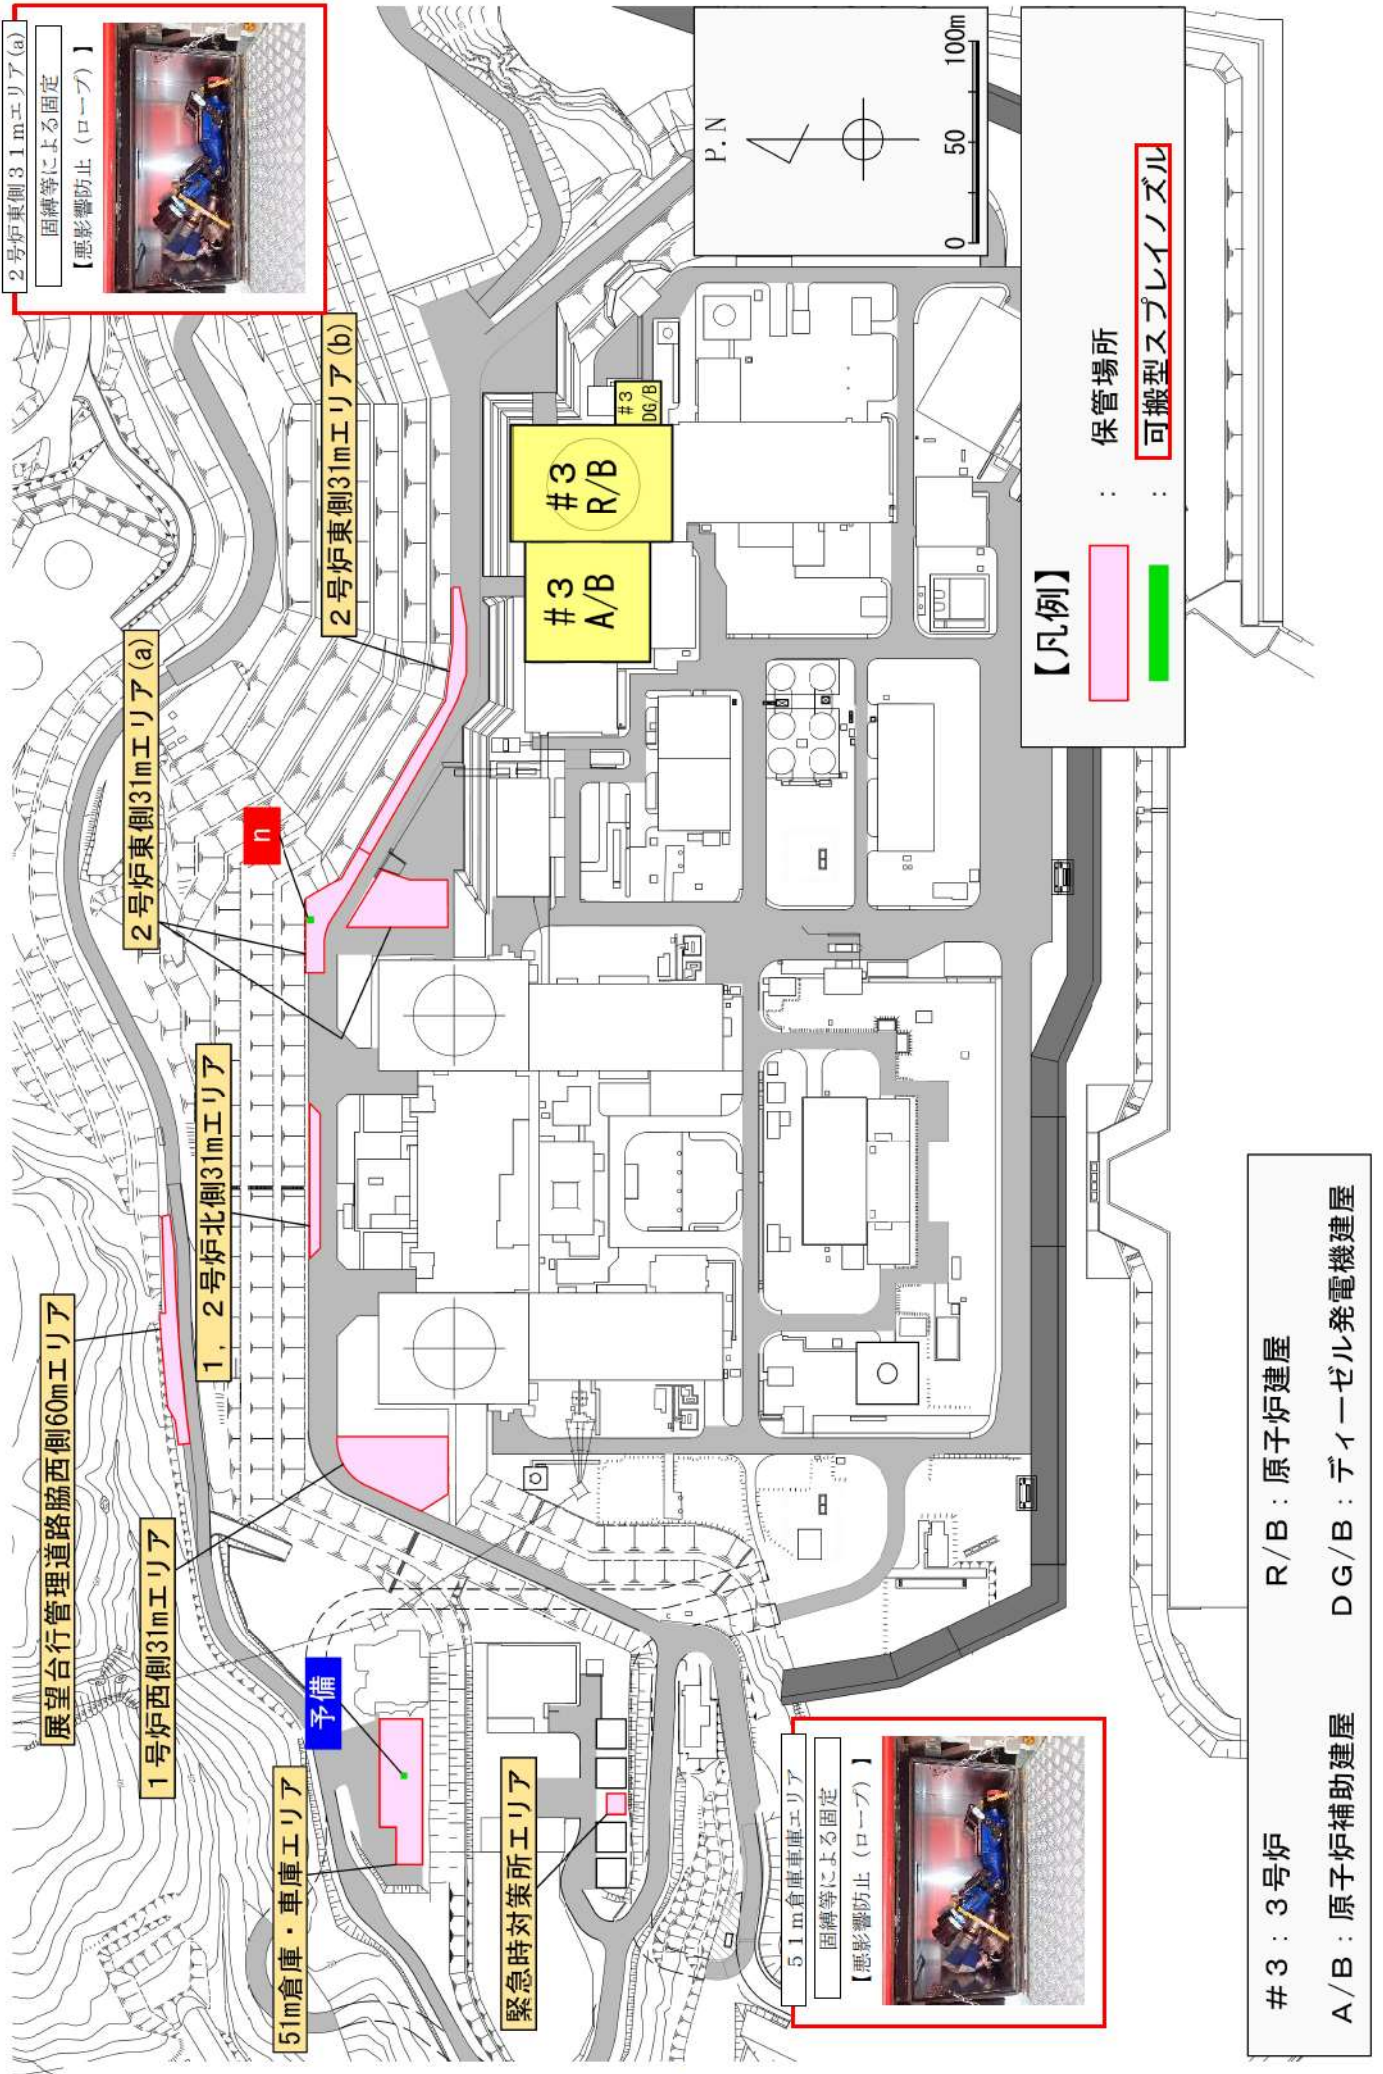 2号炉東側31mエリア(a)
固縛等による固定
【悪影響防止（ロープ）】
2号炉東側31mエリア(b)
2号炉東側31mエリア(a)
n
1，2号炉北側31mエリア
展望台行管理道路脇西側60mエリア
1号炉西側31mエリア
予備
51m倉庫・車庫エリア
緊急時対策所エリア
51m倉庫車庫エリア
固縛等による固定
【悪影響防止（ロープ）】
#3
R/B
#3
A/B
#3
DG/B
P.N
0 50 100m
【凡例】
： 保管場所
： 可搬型スプレイノズル
#3：3号炉 R/B：原子炉建屋
A/B：原子炉補助建屋 DG/B：ディーゼル発電機建屋